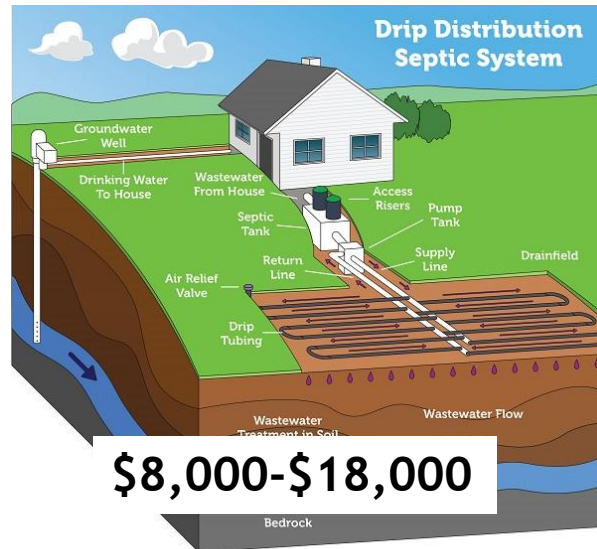 Drip Distribution
Septic System
Groundwater
Well
Drinking Water
To House
Wastewater
From House
Access
Risers
Septic
Tank
Pump
Tank
Return
Line
Supply
Line
Drainfield
Air Relief
Valve
Drip
Tubing
Wastewater
Treatment in Soil
Wastewater Flow
$8,000-$18,000
Bedrock